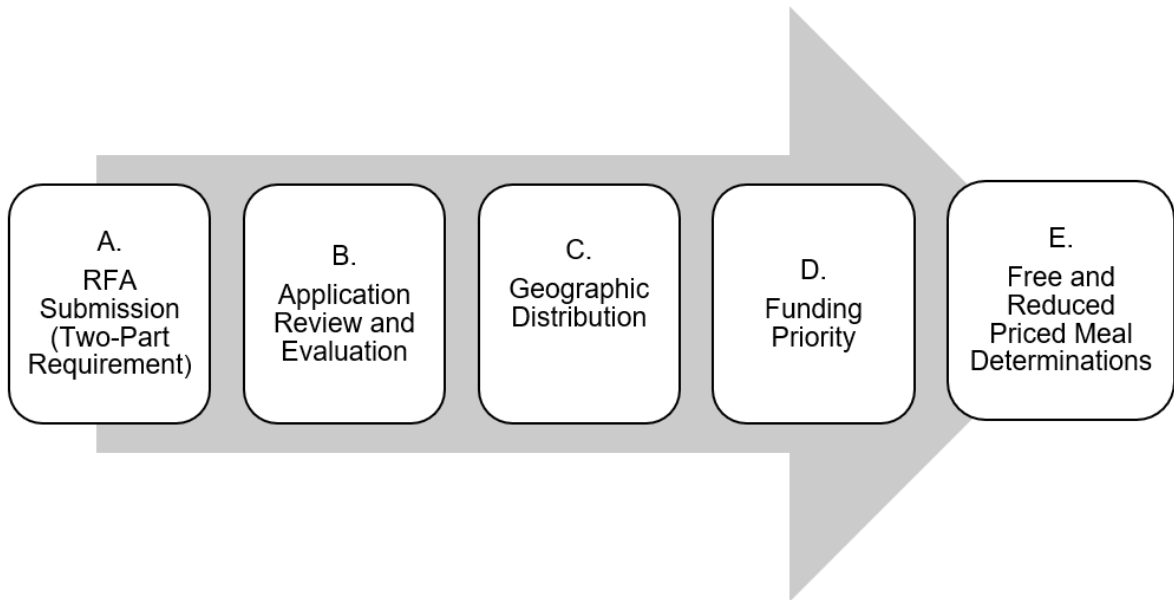 A.
RFA
Submission
(Two-Part
Requirement)
B.
Application
Review and
Evaluation
C.
Geographic
Distribution
D.
Funding
Priority
E.
Free and
Reduced
Priced Meal
Determinations